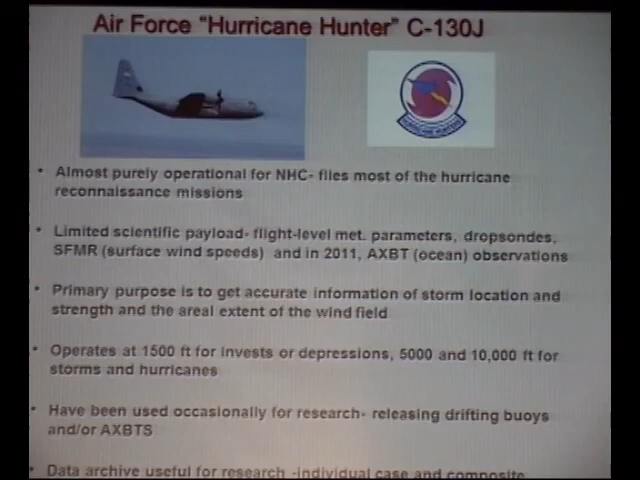 Air Force “Hurricane Hunter” C-130J
HURRICANE HUNTERS
• Almost purely operational for NHC- flies most of the hurricane
reconnaissance missions
• Limited scientific payload- flight-level met. parameters, dropsondes,
SFMR (surface wind speeds) and in 2011, AXBT (ocean) observations
• Primary purpose is to get accurate information of storm location and
strength and the areal extent of the wind field
• Operates at 1500 ft for invests or depressions, 5000 and 10,000 ft for
storms and hurricanes
• Have been used occasionally for research- releasing drifting buoys
and/or AXBTS
• Data archive useful for research -individual case and composite